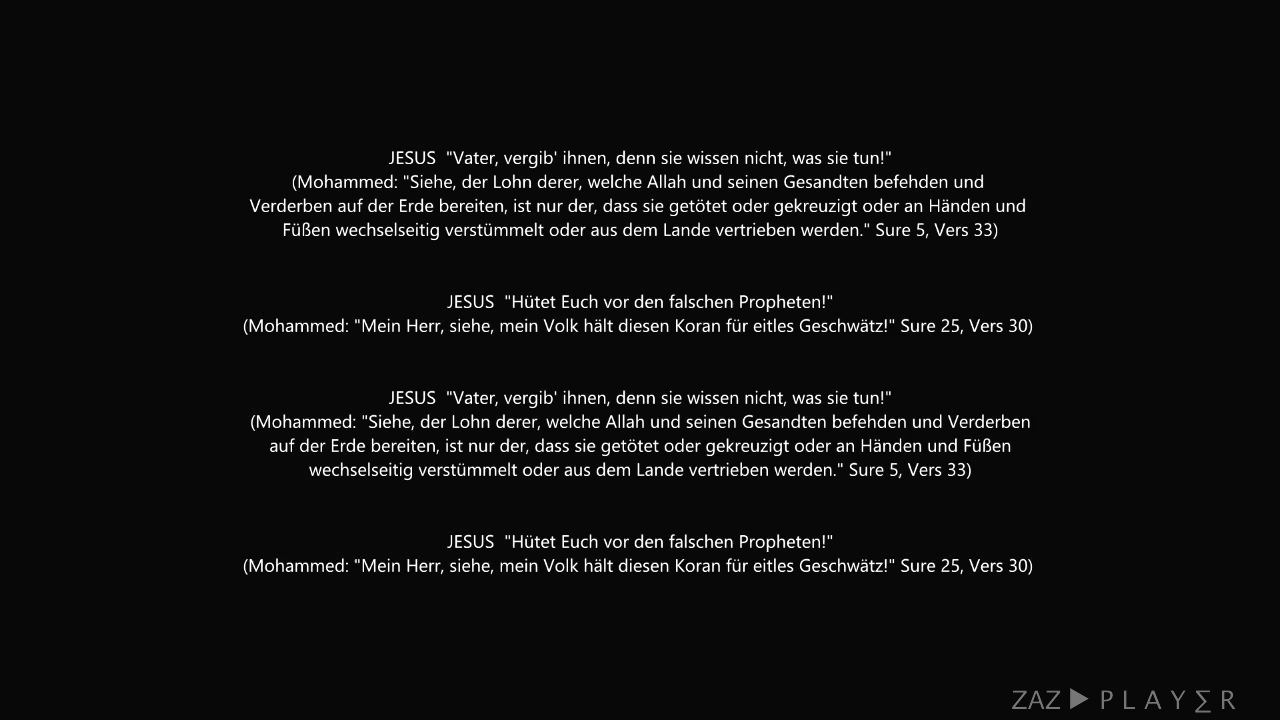 JESUS  "Vater, vergib' ihnen, denn sie wissen nicht, was sie tun!"
(Mohammed: "Siehe, der Lohn derer, welche Allah und seinen Gesandten befehden und
Verderben auf der Erde bereiten, ist nur der, dass sie getötet oder gekreuzigt oder an Händen und
Füßen wechselseitig verstümmelt oder aus dem Lande vertrieben werden." Sure 5, Vers 33)
JESUS  "Hütet Euch vor den falschen Propheten!"
(Mohammed: "Mein Herr, siehe, mein Volk hält diesen Koran für eitles Geschwätz!" Sure 25, Vers 30)
JESUS  "Vater, vergib' ihnen, denn sie wissen nicht, was sie tun!"
(Mohammed: "Siehe, der Lohn derer, welche Allah und seinen Gesandten befehden und Verderben
auf der Erde bereiten, ist nur der, dass sie getötet oder gekreuzigt oder an Händen und Füßen
wechselseitig verstümmelt oder aus dem Lande vertrieben werden." Sure 5, Vers 33)
JESUS  "Hütet Euch vor den falschen Propheten!"
(Mohammed: "Mein Herr, siehe, mein Volk hält diesen Koran für eitles Geschwätz!" Sure 25, Vers 30)
ZAZ▶PLAY∑R